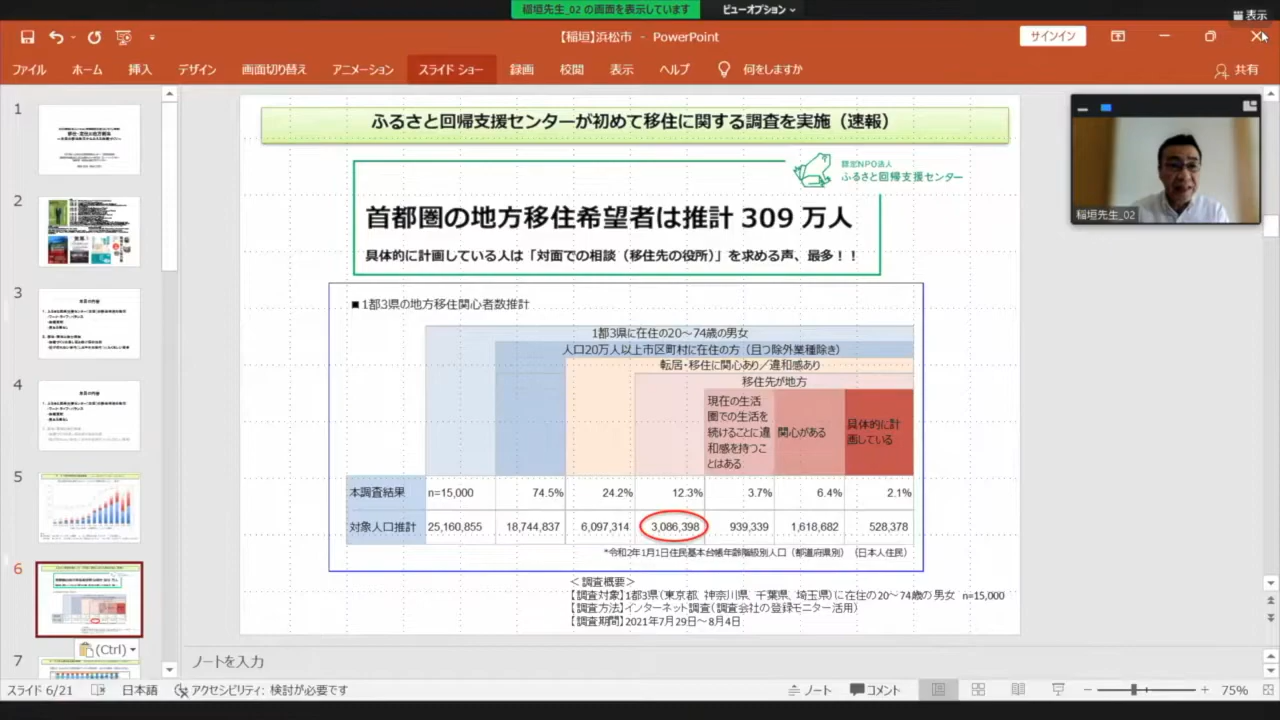 稲垣先生_02 の画面を表示しています
ビューオプション
表示
【稲垣】浜松市 - PowerPoint
サインイン
ファイル ホーム 挿入 デザイン 画面切り替え アニメーション スライド ショー 録画 校閲 表示 ヘルプ 何をしますか 共有
1
2
3
4
5
6
7
本日の内容
本日の内容
(Ctrl)
ふるさと回帰支援センターが初めて移住に関する調査を実施（速報）
認定NPO法人
ふるさと回帰支援センター
首都圏の地方移住希望者は推計 309 万人
具体的に計画している人は「対面での相談（移住先の役所）」を求める声、最多！！
■1都3県の地方移住関心者数推計
1都3県に在住の20～74歳の男女
人口20万人以上市区町村に在住の方（且つ除外業種除き）
転居・移住に関心あり／違和感あり
移住先が地方
現在の生活
圏での生活を
続けることに違
和感を持つこ
とはある
関心がある
具体的に計
画している
本調査結果 n=15,000 74.5% 24.2% 12.3% 3.7% 6.4% 2.1%
対象人口推計 25,160,855 18,744,837 6,097,314 3,086,398 939,339 1,618,682 528,378
*令和2年1月1日住民基本台帳年齢階級別人口（都道府県別）（日本人住民）
＜調査概要＞
【調査対象】1都3県（東京都、神奈川県、千葉県、埼玉県）に在住の20～74歳の男女 n=15,000
【調査方法】インターネット調査（調査会社の登録モニター活用）
【調査期間】2021年7月29日～8月4日
稲垣先生_02
ノートを入力
スライド 6/21 日本語 アクセシビリティ: 検討が必要です ノート コメント 75%